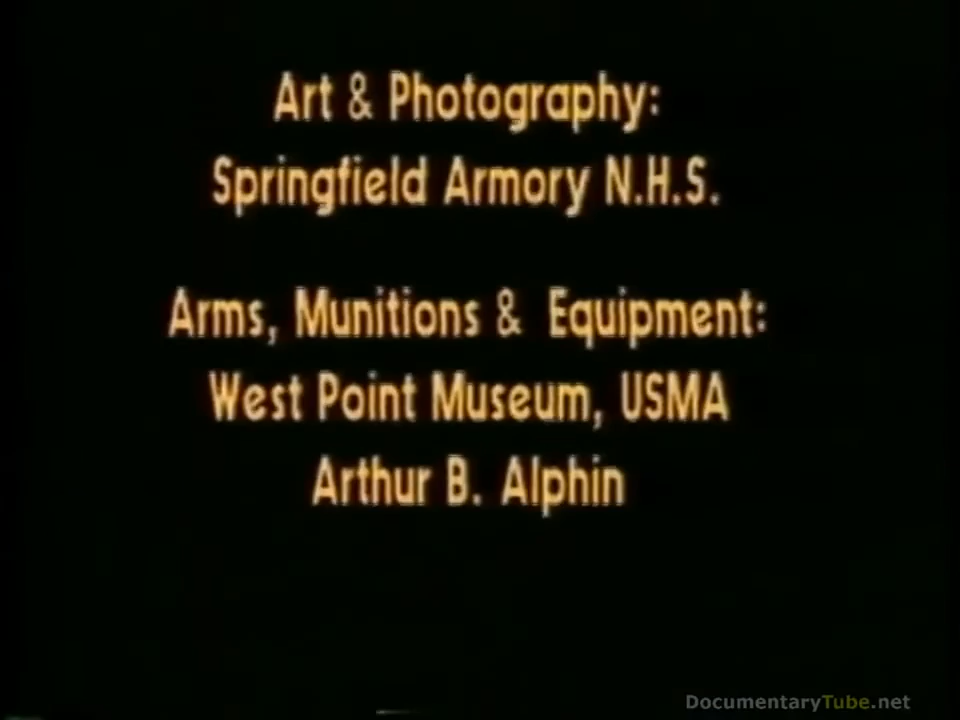 Art & Photography:
Springfield Armory N.H.S.
Arms, Munitions & Equipment:
West Point Museum, USMA
Arthur B. Alphin
DocumentaryTube.net